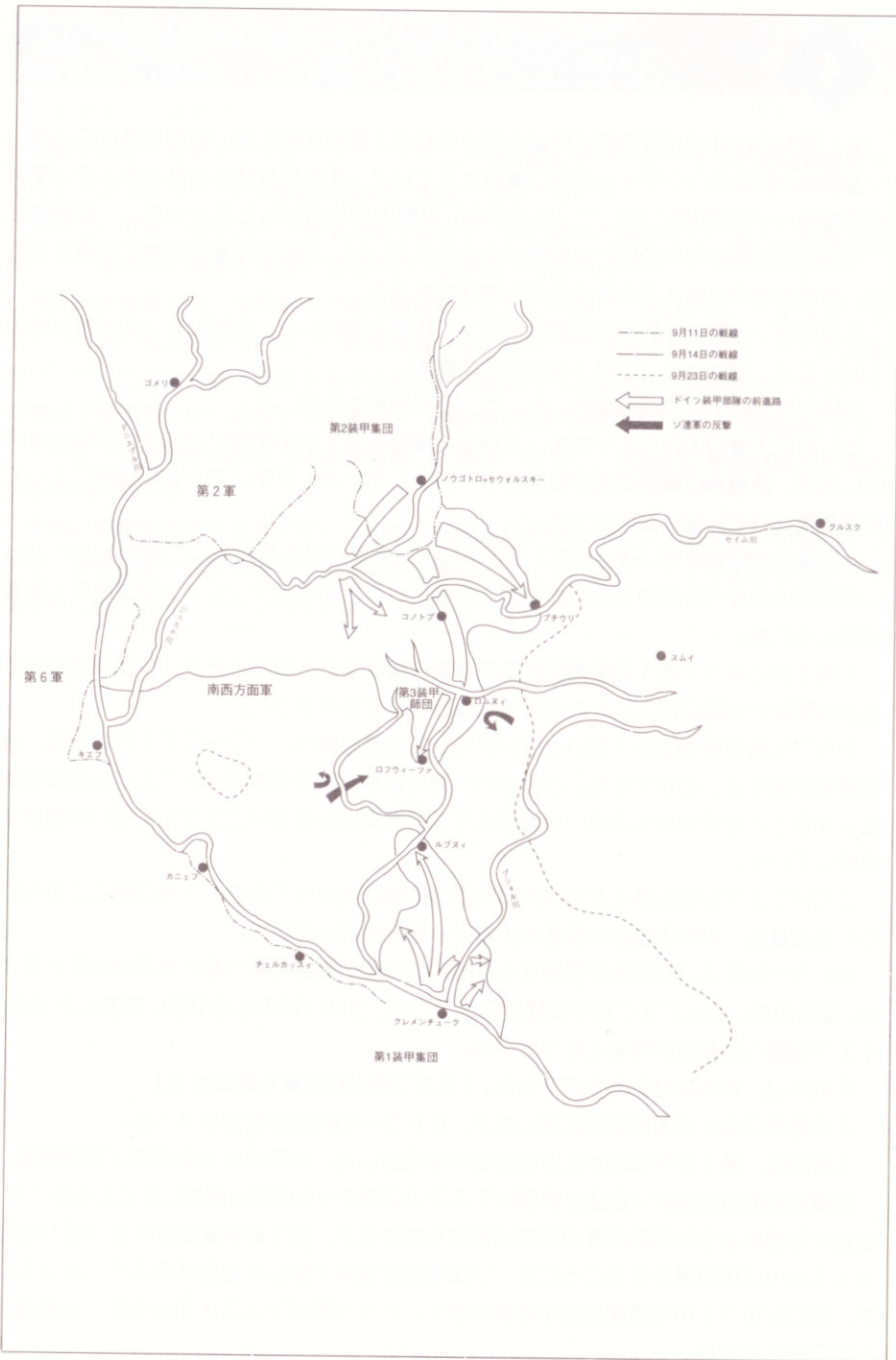 9月11日の戦線
9月14日の戦線
9月23日の戦線
ドイツ装甲部隊の前進路
ソ連軍の反撃
ゴメリ
第2装甲集団
ノウゴトロ=セウォルスキー
第2軍
クルスク
セイム川
コノトプ
プチウリ
スムイ
第6軍
南西方面軍
第3装甲
師団
ロムヌィ
キエフ
ロフウィーファ
ルブヌィ
カニェフ
チェルカッスィ
クレメンチューク
第1装甲集団